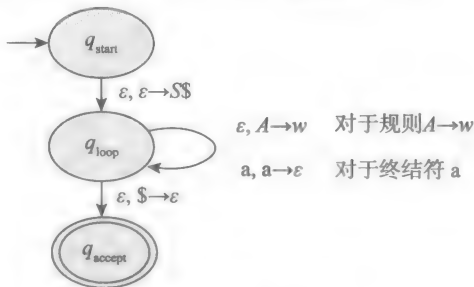 q_start
ε, ε→S$
q_loop
ε, A→w 对于规则A→w
a, a→ε 对于终结符 a
ε, $→ε
q_accept